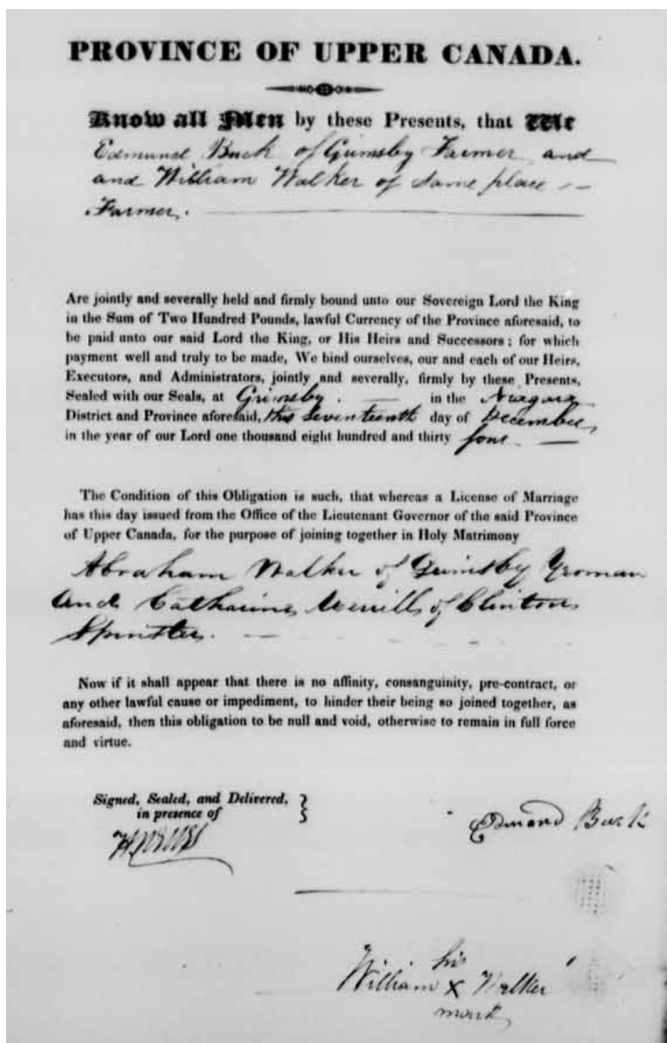 PROVINCE OF UPPER CANADA.
Know all Men by these Presents, that We
Edmund Buck of Grimsby Farmer and
and William Walker of same place
Farmer.
Are jointly and severally held and firmly bound unto our Sovereign Lord the King
in the Sum of Two Hundred Pounds, lawful Currency of the Province aforesaid, to
be paid unto our said Lord the King, or His Heirs and Successors; for which
payment well and truly to be made, We bind ourselves, our and each of our Heirs,
Executors, and Administrators, jointly and severally, firmly by these Presents,
Sealed with our Seals, at Grimsby. in the Niagara
District and Province aforesaid, this seventeenth day of December
in the year of our Lord one thousand eight hundred and thirty four
The Condition of this Obligation is such, that whereas a License of Marriage
has this day issued from the Office of the Lieutenant Governor of the said Province
of Upper Canada, for the purpose of joining together in Holy Matrimony
Abraham Walker of Grimsby Yeoman
and Catharine Merrills of Clinton
Spinster.
Now if it shall appear that there is no affinity, consanguinity, pre-contract, or
any other lawful cause or impediment, to hinder their being so joined together, as
aforesaid, then this obligation to be null and void, otherwise to remain in full force
and virtue.
Signed, Sealed, and Delivered,
in presence of
Edmond Buck
his
William X Walker
mark